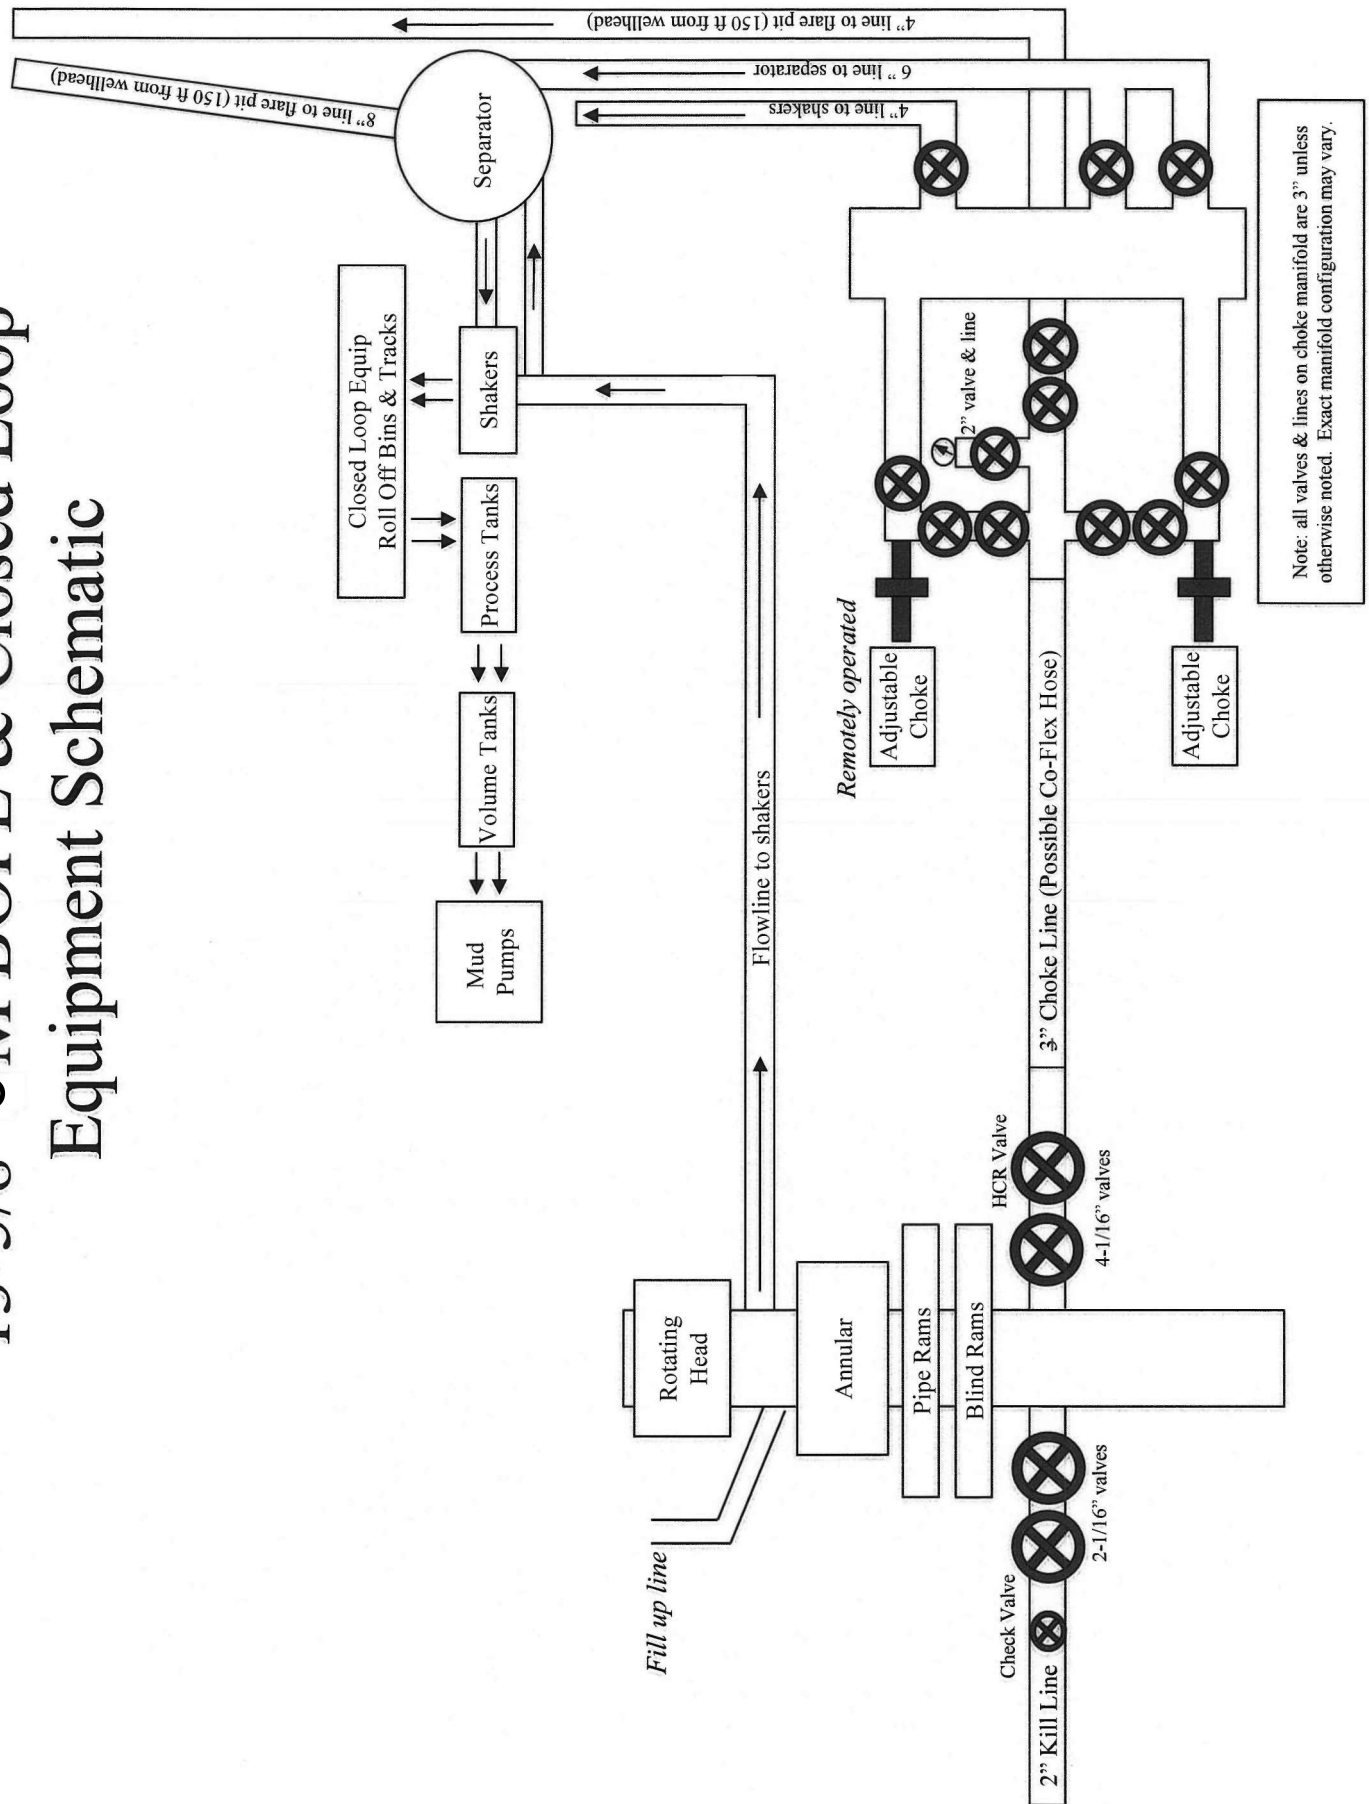 Equipment Schematic
4” line to flare pit (150 ft from wellhead)
8” line to flare pit (150 ft from wellhead)
6” line to separator
4” line to shakers
Separator
Closed Loop Equip
Roll Off Bins & Tracks
Shakers
Process Tanks
Volume Tanks
Mud
Pumps
Flowline to shakers
Fill up line
Rotating
Head
Annular
Pipe Rams
Blind Rams
Check Valve
2” Kill Line
2-1/16” valves
HCR Valve
4-1/16” valves
3” Choke Line (Possible Co-Flex Hose)
Remotely operated
Adjustable
Choke
Adjustable
Choke
2” valve & line
Note: all valves & lines on choke manifold are 3” unless
otherwise noted. Exact manifold configuration may vary.